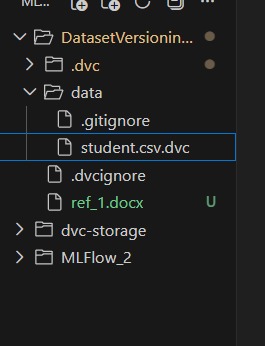 ML...
DatasetVersionin...
.dvc
data
.gitignore
student.csv.dvc
.dvcignore
ref_1.docx U
dvc-storage
MLFlow_2